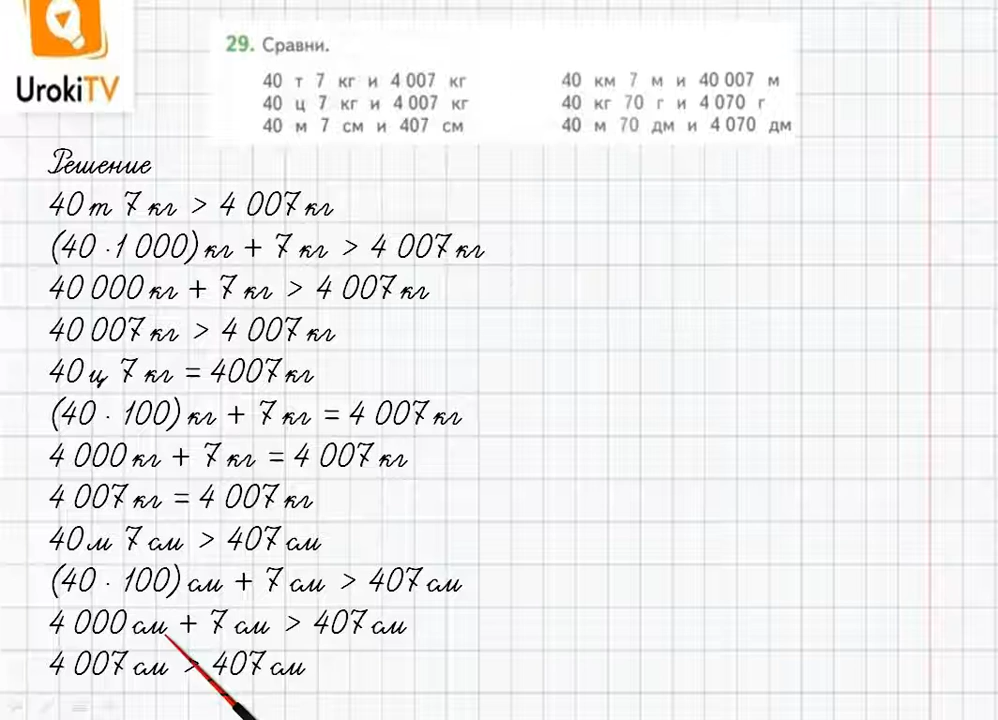 UrokiTV
29. Сравни.
40 т 7 кг и 4 007 кг
40 ц 7 кг и 4 007 кг
40 м 7 см и 407 см
40 км 7 м и 40 007 м
40 кг 70 г и 4 070 г
40 м 70 дм и 4 070 дм
Решение
40 т 7 кг > 4 007 кг
(40 · 1 000) кг + 7 кг > 4 007 кг
40 000 кг + 7 кг > 4 007 кг
40 007 кг > 4 007 кг
40 ц 7 кг = 4007 кг
(40 · 100) кг + 7 кг = 4 007 кг
4 000 кг + 7 кг = 4 007 кг
4 007 кг = 4 007 кг
40 м 7 см > 407 см
(40 · 100) см + 7 см > 407 см
4 000 см + 7 см > 407 см
4 007 см > 407 см